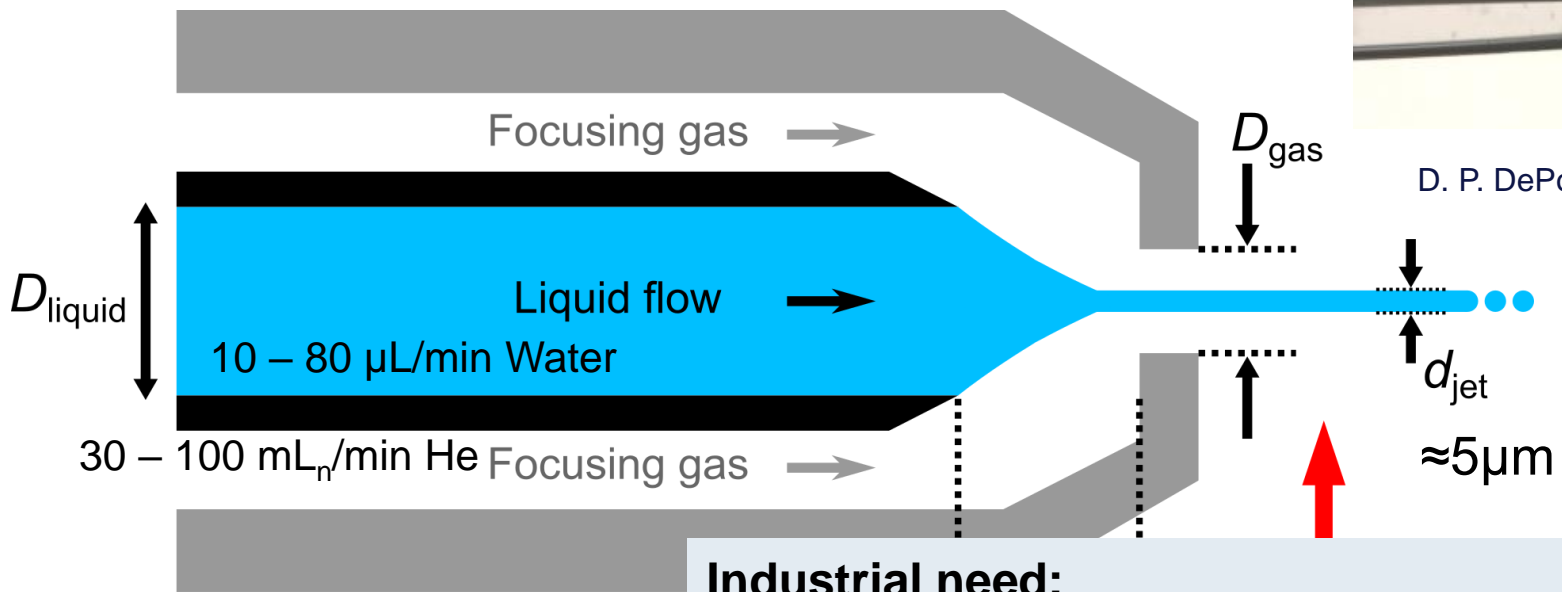 Focusing gas
D_gas
D. P. DePo
D_liquid
Liquid flow
10 – 80 µL/min Water
d_jet
30 – 100 mL_n/min He
Focusing gas
≈5µm
Industrial need: